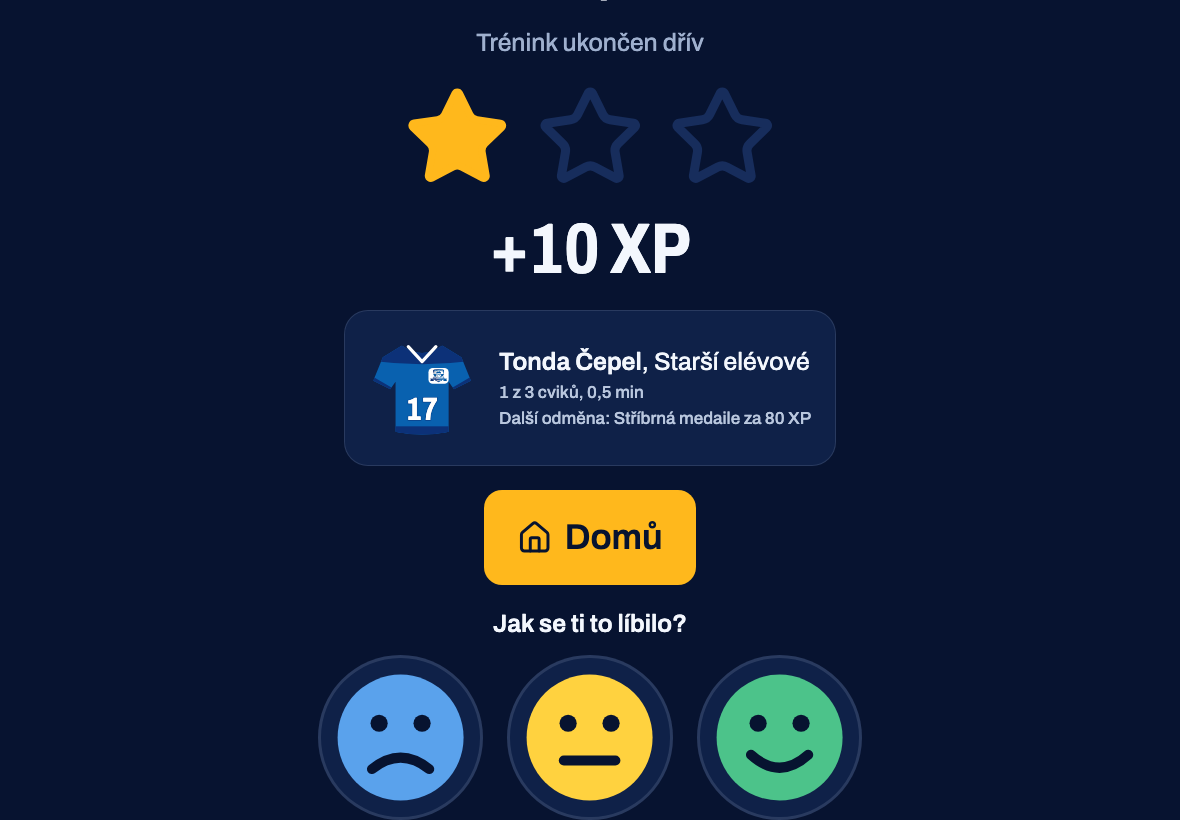 Trénink ukončen dřív
+10 XP
17
Tonda Čepel, Starší elévové
1 z 3 cviků, 0,5 min
Další odměna: Stříbrná medaile za 80 XP
Domů
Jak se ti to líbilo?